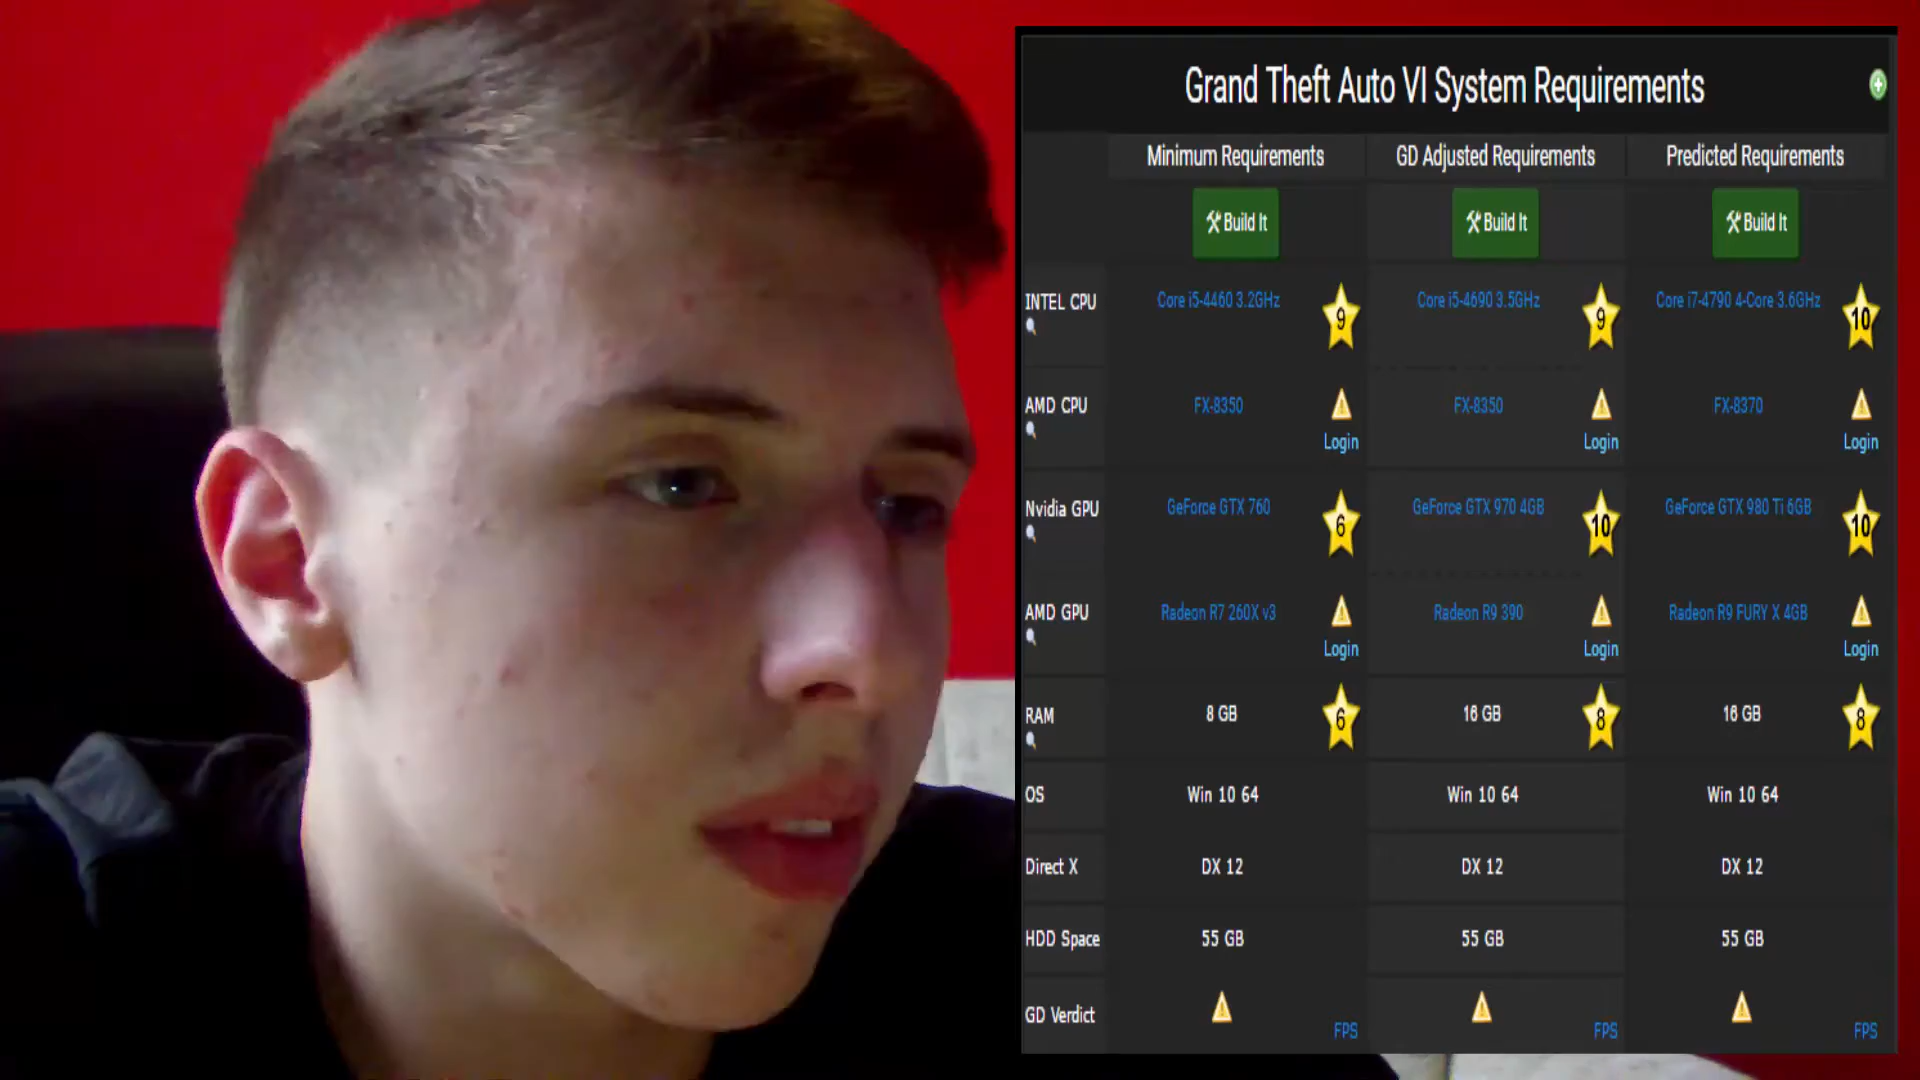 Grand Theft Auto VI System Requirements
Minimum Requirements GD Adjusted Requirements Predicted Requirements
Build It Build It Build It
INTEL CPU Core i5-4460 3.2GHz 9 Core i5-4690 3.5GHz 9 Core i7-4790 4-Core 3.6GHz 10
AMD CPU FX-8350 FX-8350 FX-8370
Login Login Login
Nvidia GPU GeForce GTX 760 6 GeForce GTX 970 4GB 10 GeForce GTX 980 Ti 6GB 10
AMD GPU Radeon R7 260X v3 Radeon R9 390 Radeon R9 FURY X 4GB
Login Login Login
RAM 8 GB 6 16 GB 8 16 GB 8
OS Win 10 64 Win 10 64 Win 10 64
Direct X DX 12 DX 12 DX 12
HDD Space 55 GB 55 GB 55 GB
GD Verdict
FPS FPS FPS